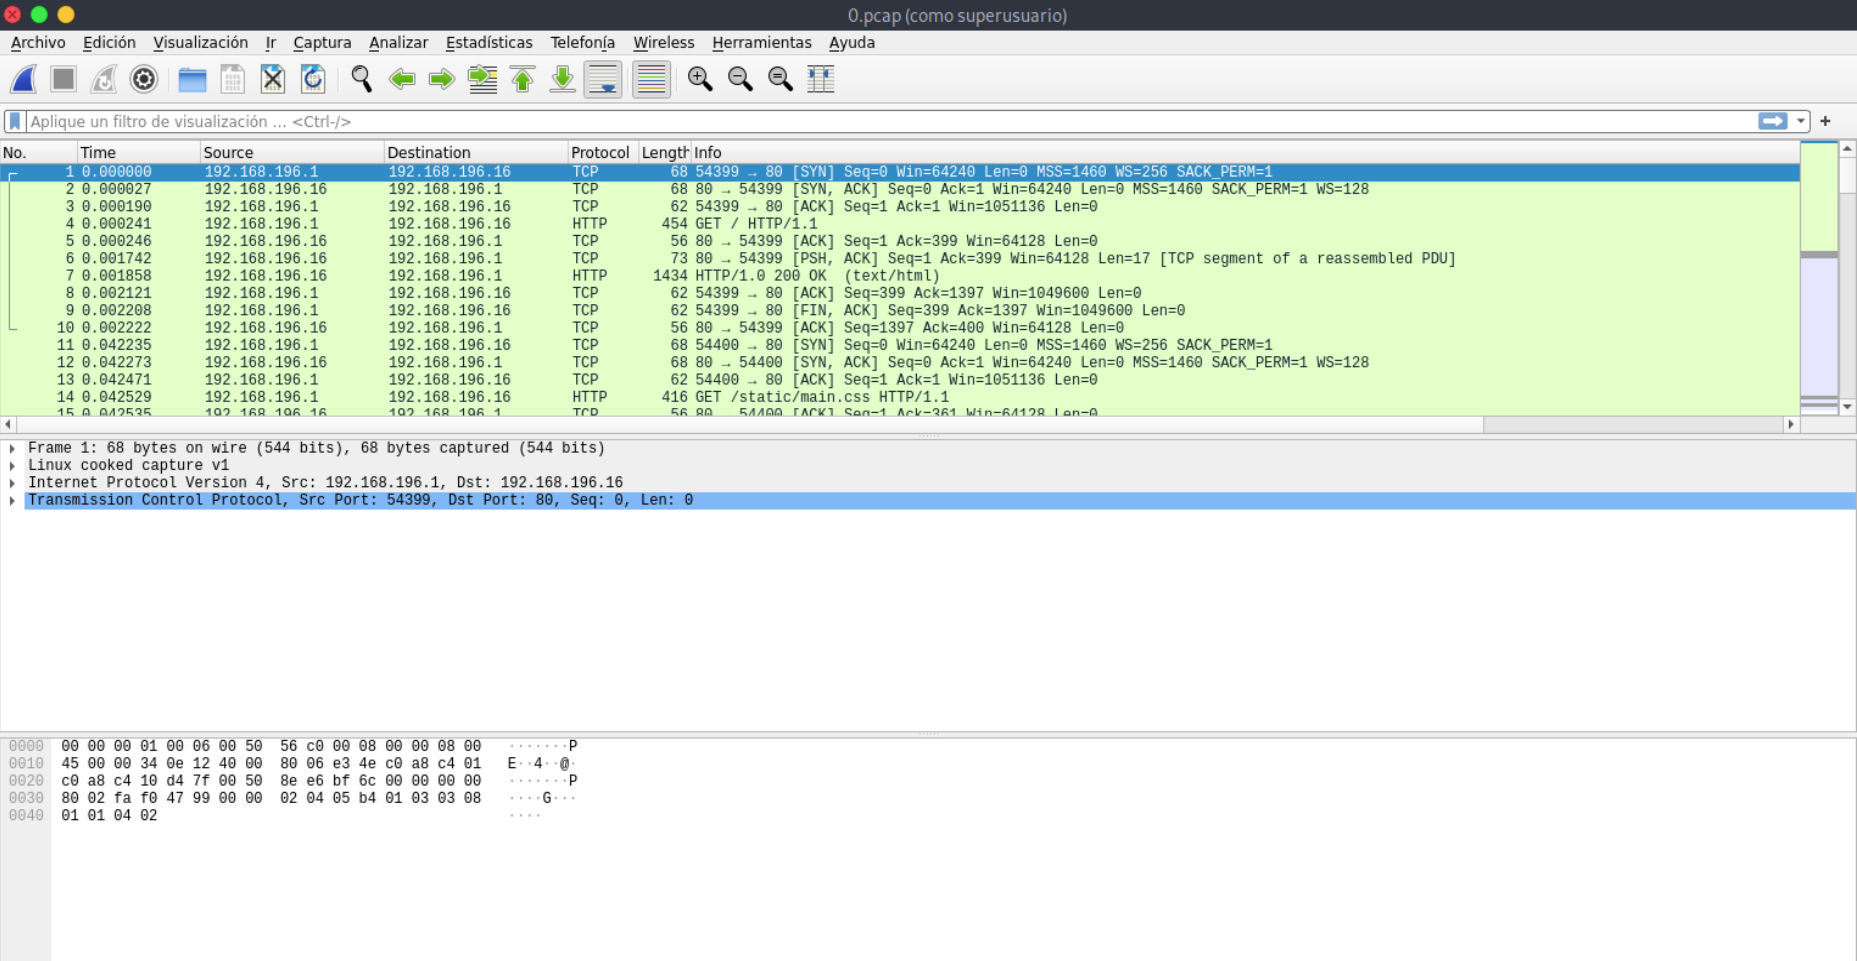 0.pcap (como superusuario)
Archivo Edición Visualización Ir Captura Analizar Estadísticas Telefonía Wireless Herramientas Ayuda
Aplique un filtro de visualización ... <Ctrl-/>
No. Time Source Destination Protocol Length Info
1 0.000000 192.168.196.1 192.168.196.16 TCP 68 54399 → 80 [SYN] Seq=0 Win=64240 Len=0 MSS=1460 WS=256 SACK_PERM=1
2 0.000027 192.168.196.16 192.168.196.1 TCP 68 80 → 54399 [SYN, ACK] Seq=0 Ack=1 Win=64240 Len=0 MSS=1460 SACK_PERM=1 WS=128
3 0.000190 192.168.196.1 192.168.196.16 TCP 62 54399 → 80 [ACK] Seq=1 Ack=1 Win=1051136 Len=0
4 0.000241 192.168.196.1 192.168.196.16 HTTP 454 GET / HTTP/1.1
5 0.000246 192.168.196.16 192.168.196.1 TCP 56 80 → 54399 [ACK] Seq=1 Ack=399 Win=64128 Len=0
6 0.001742 192.168.196.16 192.168.196.1 TCP 73 80 → 54399 [PSH, ACK] Seq=1 Ack=399 Win=64128 Len=17 [TCP segment of a reassembled PDU]
7 0.001858 192.168.196.16 192.168.196.1 HTTP 1434 HTTP/1.0 200 OK  (text/html)
8 0.002121 192.168.196.1 192.168.196.16 TCP 62 54399 → 80 [ACK] Seq=399 Ack=1397 Win=1049600 Len=0
9 0.002208 192.168.196.1 192.168.196.16 TCP 62 54399 → 80 [FIN, ACK] Seq=399 Ack=1397 Win=1049600 Len=0
10 0.002222 192.168.196.16 192.168.196.1 TCP 56 80 → 54399 [ACK] Seq=1397 Ack=400 Win=64128 Len=0
11 0.042235 192.168.196.1 192.168.196.16 TCP 68 54400 → 80 [SYN] Seq=0 Win=64240 Len=0 MSS=1460 WS=256 SACK_PERM=1
12 0.042273 192.168.196.16 192.168.196.1 TCP 68 80 → 54400 [SYN, ACK] Seq=0 Ack=1 Win=64240 Len=0 MSS=1460 SACK_PERM=1 WS=128
13 0.042471 192.168.196.1 192.168.196.16 TCP 62 54400 → 80 [ACK] Seq=1 Ack=1 Win=1051136 Len=0
14 0.042529 192.168.196.1 192.168.196.16 HTTP 416 GET /static/main.css HTTP/1.1
15 0.042535 192.168.196.16 192.168.196.1 TCP 56 80 → 54400 [ACK] Seq=1 Ack=361 Win=64128 Len=0
Frame 1: 68 bytes on wire (544 bits), 68 bytes captured (544 bits)
Linux cooked capture v1
Internet Protocol Version 4, Src: 192.168.196.1, Dst: 192.168.196.16
Transmission Control Protocol, Src Port: 54399, Dst Port: 80, Seq: 0, Len: 0
0000 00 00 00 01 00 06 00 50 56 c0 00 08 00 00 08 00 ·······P
0010 45 00 00 34 0e 12 40 00 80 06 e3 4e c0 a8 c4 01 E··4··@·
0020 c0 a8 c4 10 d4 7f 00 50 8e e6 bf 6c 00 00 00 00 ·······P
0030 80 02 fa f0 47 99 00 00 02 04 05 b4 01 03 03 08 ····G···
0040 01 01 04 02 ····